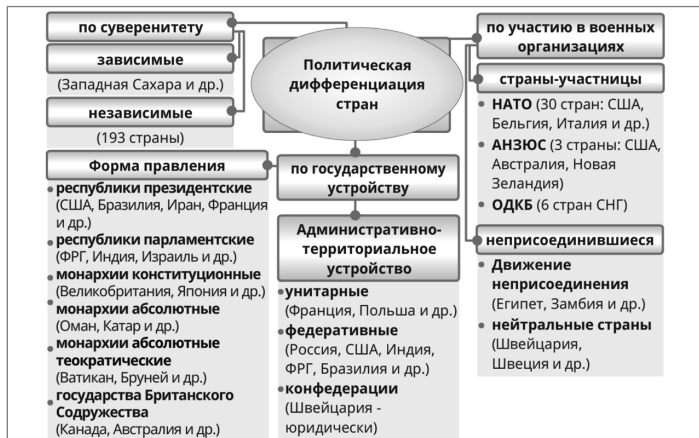 Политическая
дифференциация
стран
по суверенитету
зависимые
(Западная Сахара и др.)
независимые
(193 страны)
Форма правления
республики президентские
(США, Бразилия, Иран, Франция
и др.)
республики парламентские
(ФРГ, Индия, Израиль и др.)
монархии конституционные
(Великобритания, Япония и др.)
монархии абсолютные
(Оман, Катар и др.)
монархии абсолютные
теократические
(Ватикан, Бруней и др.)
государства Британского
Содружества
(Канада, Австралия и др.)
по государственному
устройству
Административно-
территориальное
устройство
унитарные
(Франция, Польша и др.)
федеративные
(Россия, США, Индия,
ФРГ, Бразилия и др.)
конфедерации
(Швейцария -
юридически)
по участию в военных
организациях
страны-участницы
• НАТО (30 стран: США,
Бельгия, Италия и др.)
• АНЗЮС (3 страны: США,
Австралия, Новая
Зеландия)
• ОДКБ (6 стран СНГ)
неприсоединившиеся
• Движение
неприсоединения
(Египет, Замбия и др.)
• нейтральные страны
(Швейцария,
Швеция и др.)